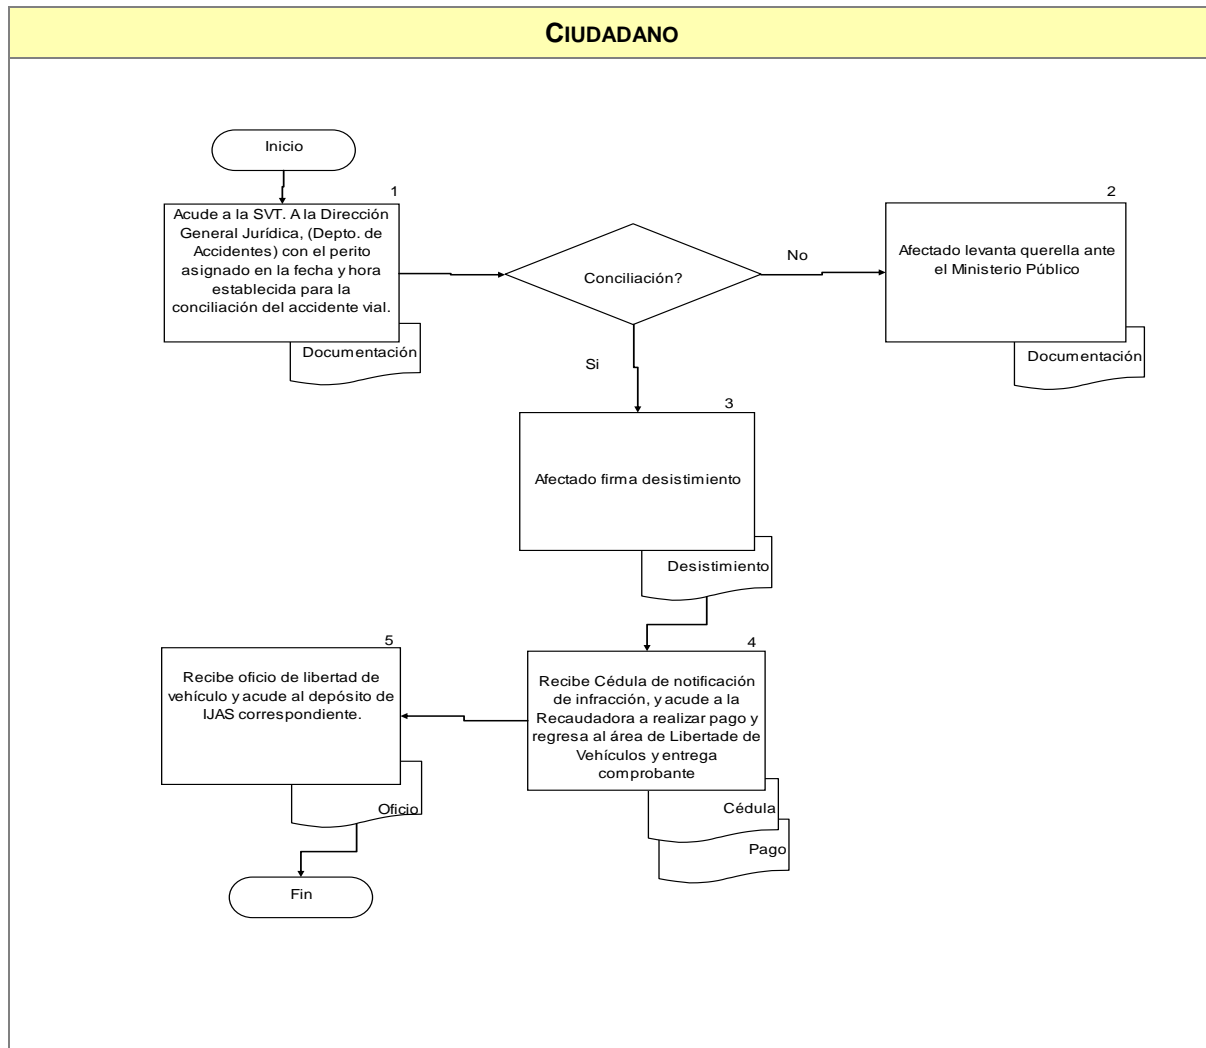 CIUDADANO
Inicio
1
Acude a la SVT. A la Dirección
General Jurídica, (Depto. de
Accidentes) con el perito
asignado en la fecha y hora
establecida para la
conciliación del accidente vial.
Documentación
Conciliación?
No
2
Afectado levanta querella ante
el Ministerio Público
Documentación
Si
3
Afectado firma desistimiento
Desistimiento
4
Recibe Cédula de notificación
de infracción, y acude a la
Recaudadora a realizar pago y
regresa al área de Libertade de
Vehículos y entrega
comprobante
Cédula
Pago
5
Recibe oficio de libertad de
vehículo y acude al depósito de
IJAS correspondiente.
Oficio
Fin